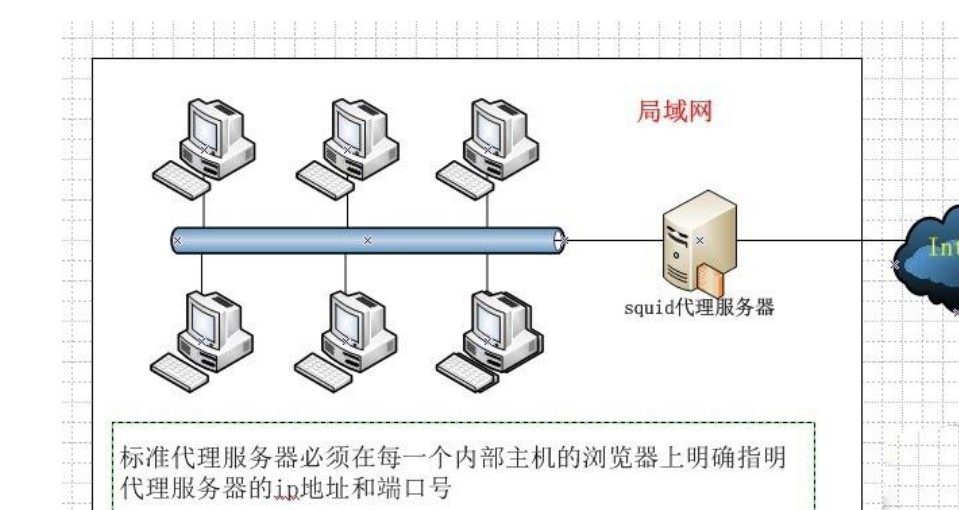 局域网
Int
squid代理服务器
标准代理服务器必须在每一个内部主机的浏览器上明确指明
代理服务器的ip地址和端口号